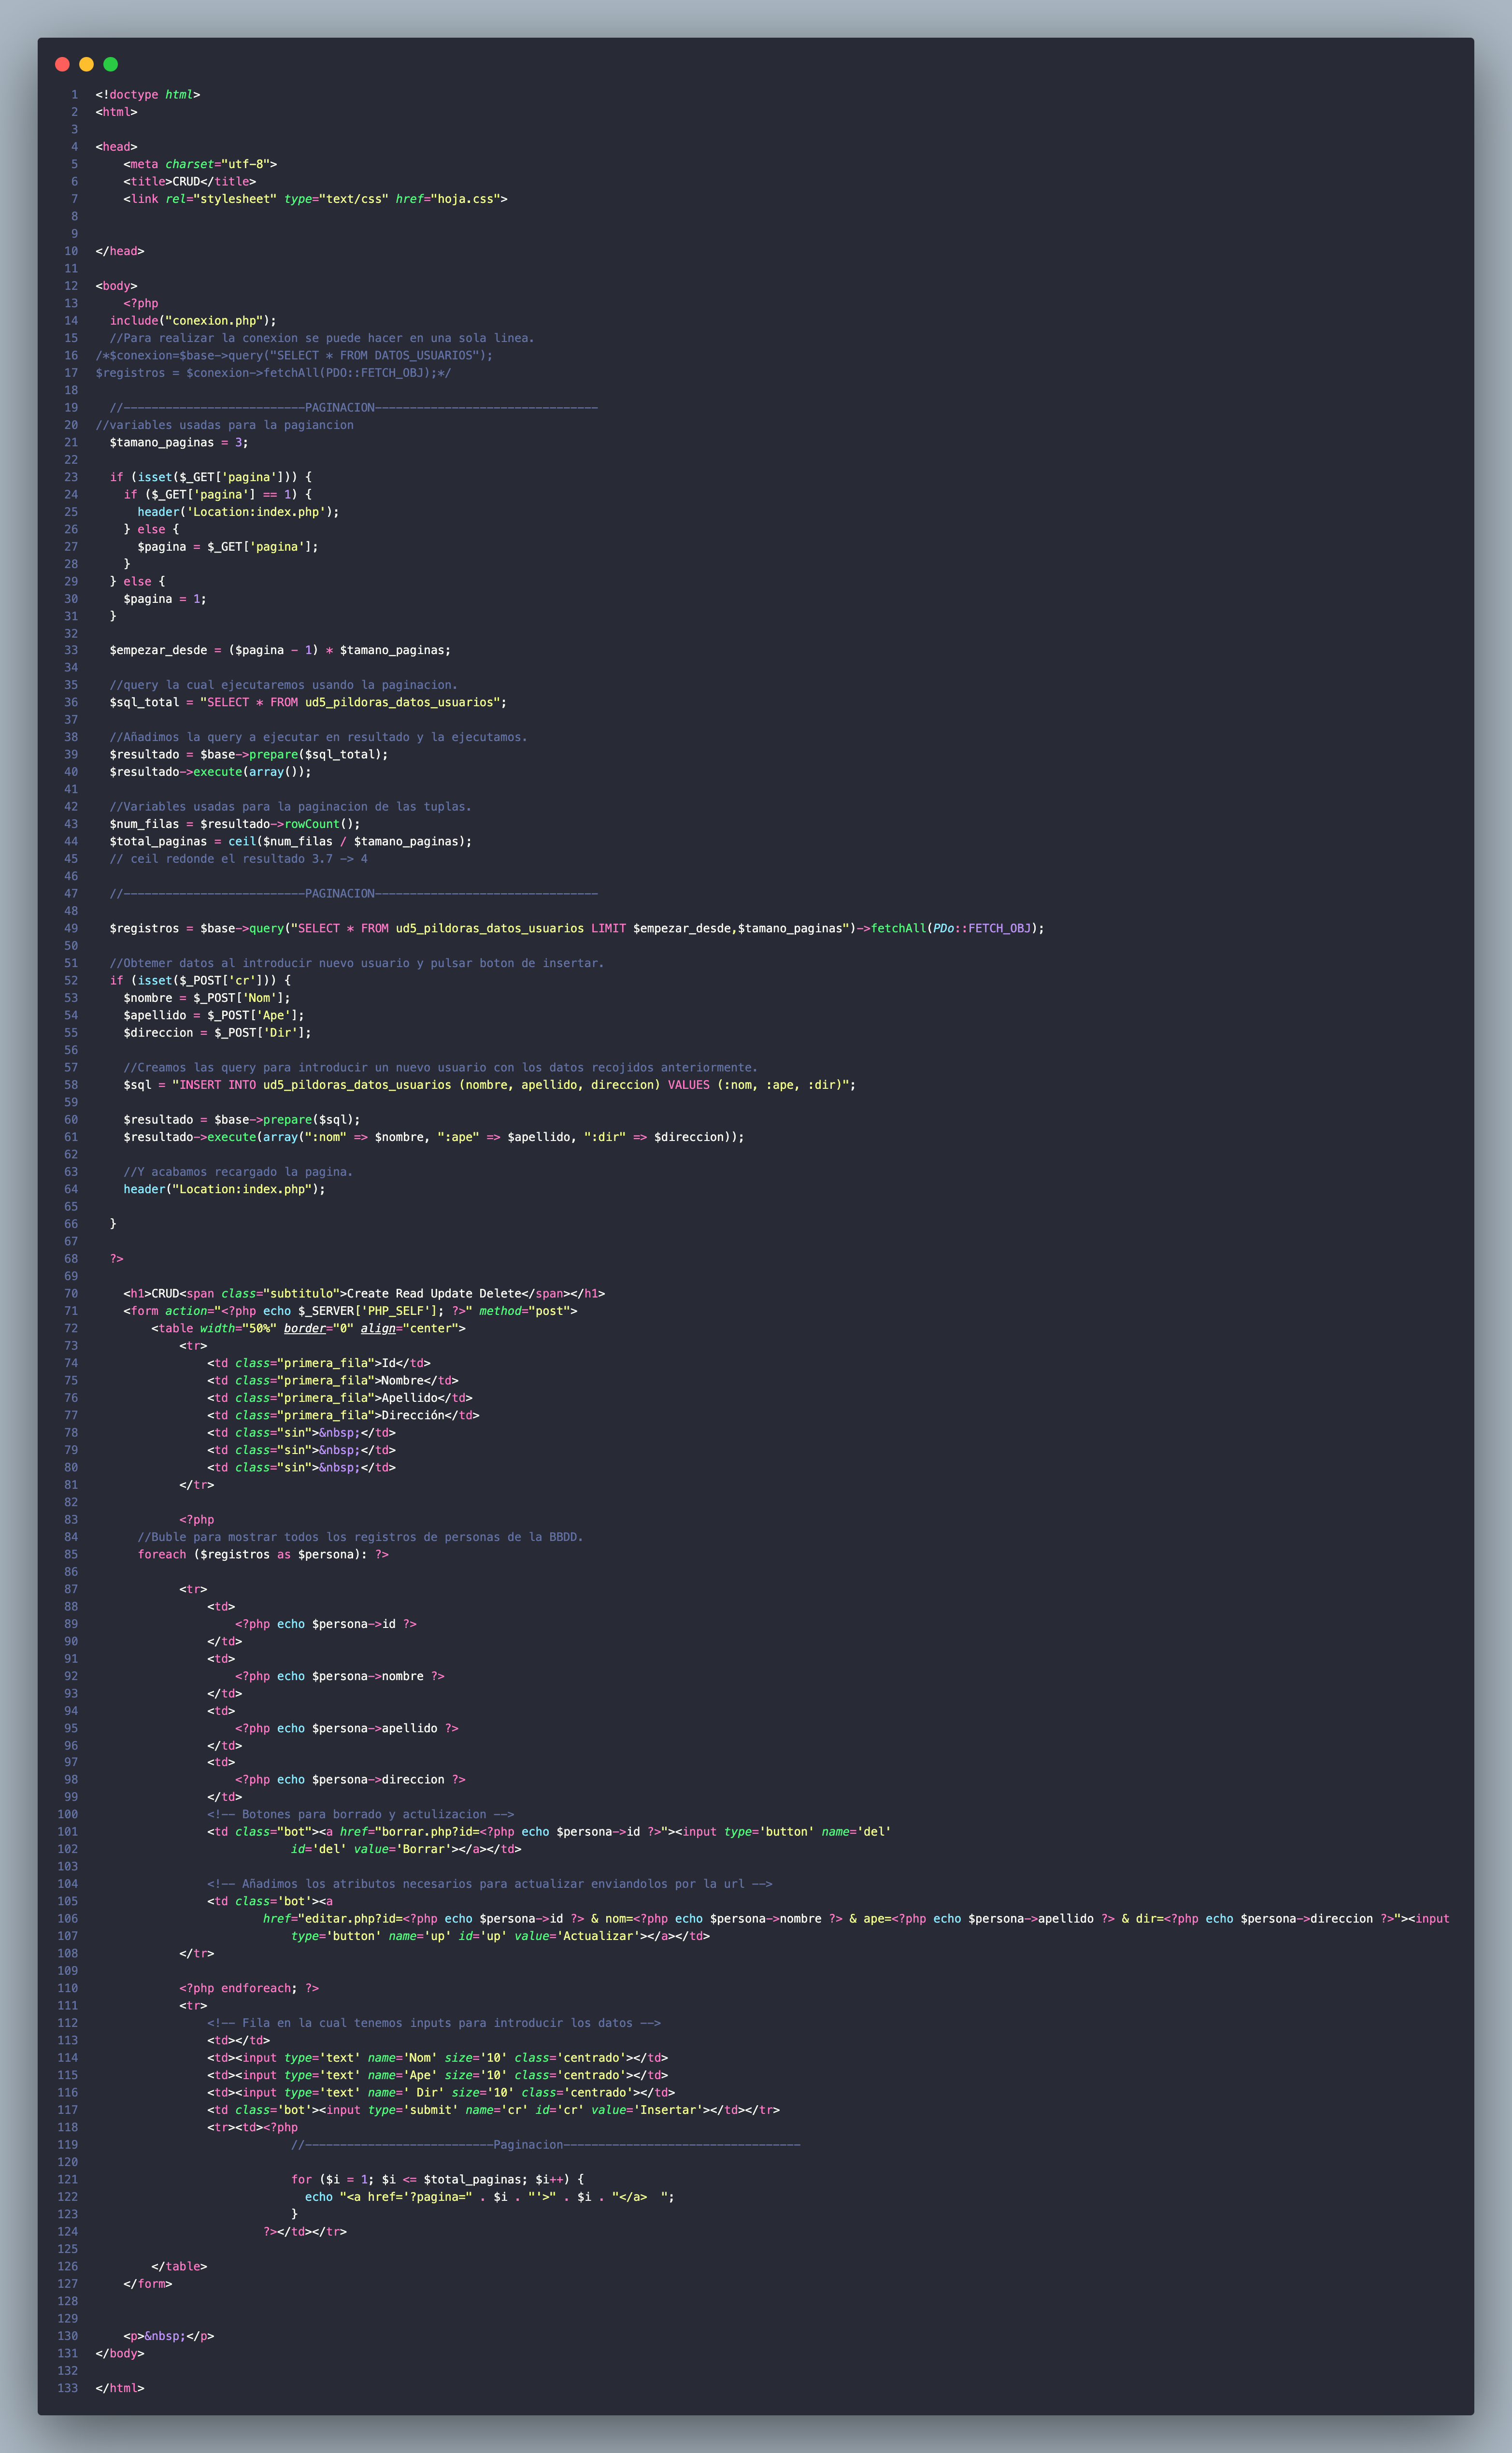 1 <!doctype html>
2 <html>
3
4 <head>
5     <meta charset="utf-8">
6     <title>CRUD</title>
7     <link rel="stylesheet" type="text/css" href="hoja.css">
8
9
10 </head>
11
12 <body>
13     <?php
14   include("conexion.php");
15   //Para realizar la conexion se puede hacer en una sola linea.
16 /*$conexion=$base->query("SELECT * FROM DATOS_USUARIOS");
17 $registros = $conexion->fetchAll(PDO::FETCH_OBJ);*/
18
19   //--------------------------PAGINACION--------------------------------
20 //variables usadas para la pagiancion
21   $tamano_paginas = 3;
22
23   if (isset($_GET['pagina'])) {
24     if ($_GET['pagina'] == 1) {
25       header('Location:index.php');
26     } else {
27       $pagina = $_GET['pagina'];
28     }
29   } else {
30     $pagina = 1;
31   }
32
33   $empezar_desde = ($pagina - 1) * $tamano_paginas;
34
35   //query la cual ejecutaremos usando la paginacion.
36   $sql_total = "SELECT * FROM ud5_pildoras_datos_usuarios";
37
38   //Añadimos la query a ejecutar en resultado y la ejecutamos.
39   $resultado = $base->prepare($sql_total);
40   $resultado->execute(array());
41
42   //Variables usadas para la paginacion de las tuplas.
43   $num_filas = $resultado->rowCount();
44   $total_paginas = ceil($num_filas / $tamano_paginas);
45   // ceil redonde el resultado 3.7 -> 4
46
47   //--------------------------PAGINACION--------------------------------
48
49   $registros = $base->query("SELECT * FROM ud5_pildoras_datos_usuarios LIMIT $empezar_desde,$tamano_paginas")->fetchAll(PDo::FETCH_OBJ);
50
51   //Obtemer datos al introducir nuevo usuario y pulsar boton de insertar.
52   if (isset($_POST['cr'])) {
53     $nombre = $_POST['Nom'];
54     $apellido = $_POST['Ape'];
55     $direccion = $_POST['Dir'];
56
57     //Creamos las query para introducir un nuevo usuario con los datos recojidos anteriormente.
58     $sql = "INSERT INTO ud5_pildoras_datos_usuarios (nombre, apellido, direccion) VALUES (:nom, :ape, :dir)";
59
60     $resultado = $base->prepare($sql);
61     $resultado->execute(array(":nom" => $nombre, ":ape" => $apellido, ":dir" => $direccion));
62
63     //Y acabamos recargado la pagina.
64     header("Location:index.php");
65
66   }
67
68   ?>
69
70     <h1>CRUD<span class="subtitulo">Create Read Update Delete</span></h1>
71     <form action="<?php echo $_SERVER['PHP_SELF']; ?>" method="post">
72         <table width="50%" border="0" align="center">
73             <tr>
74                 <td class="primera_fila">Id</td>
75                 <td class="primera_fila">Nombre</td>
76                 <td class="primera_fila">Apellido</td>
77                 <td class="primera_fila">Dirección</td>
78                 <td class="sin">&nbsp;</td>
79                 <td class="sin">&nbsp;</td>
80                 <td class="sin">&nbsp;</td>
81             </tr>
82
83             <?php
84       //Buble para mostrar todos los registros de personas de la BBDD.
85       foreach ($registros as $persona): ?>
86
87             <tr>
88                 <td>
89                     <?php echo $persona->id ?>
90                 </td>
91                 <td>
92                     <?php echo $persona->nombre ?>
93                 </td>
94                 <td>
95                     <?php echo $persona->apellido ?>
96                 </td>
97                 <td>
98                     <?php echo $persona->direccion ?>
99                 </td>
100                 <!-- Botones para borrado y actulizacion -->
101                 <td class="bot"><a href="borrar.php?id=<?php echo $persona->id ?>"><input type='button' name='del'
102                             id='del' value='Borrar'></a></td>
103
104                 <!-- Añadimos los atributos necesarios para actualizar enviandolos por la url -->
105                 <td class='bot'><a
106                         href="editar.php?id=<?php echo $persona->id ?> & nom=<?php echo $persona->nombre ?> & ape=<?php echo $persona->apellido ?> & dir=<?php echo $persona->direccion ?>"><input
107                             type='button' name='up' id='up' value='Actualizar'></a></td>
108             </tr>
109
110             <?php endforeach; ?>
111             <tr>
112                 <!-- Fila en la cual tenemos inputs para introducir los datos -->
113                 <td></td>
114                 <td><input type='text' name='Nom' size='10' class='centrado'></td>
115                 <td><input type='text' name='Ape' size='10' class='centrado'></td>
116                 <td><input type='text' name=' Dir' size='10' class='centrado'></td>
117                 <td class='bot'><input type='submit' name='cr' id='cr' value='Insertar'></td></tr>
118                 <tr><td><?php
119                             //---------------------------Paginacion----------------------------------
120
121                             for ($i = 1; $i <= $total_paginas; $i++) {
122                               echo "<a href='?pagina=" . $i . "'>" . $i . "</a>  ";
123                             }
124                         ?></td></tr>
125
126         </table>
127     </form>
128
129
130     <p>&nbsp;</p>
131 </body>
132
133 </html>